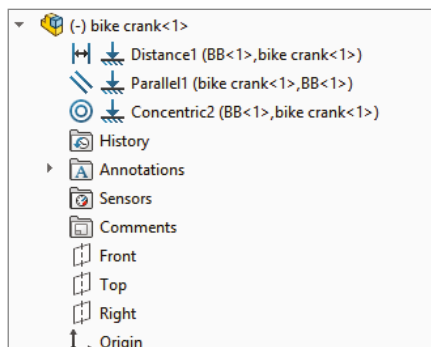 (-) bike crank<1>
Distance1 (BB<1>,bike crank<1>)
Parallel1 (bike crank<1>,BB<1>)
Concentric2 (BB<1>,bike crank<1>)
History
Annotations
Sensors
Comments
Front
Top
Right
Origin